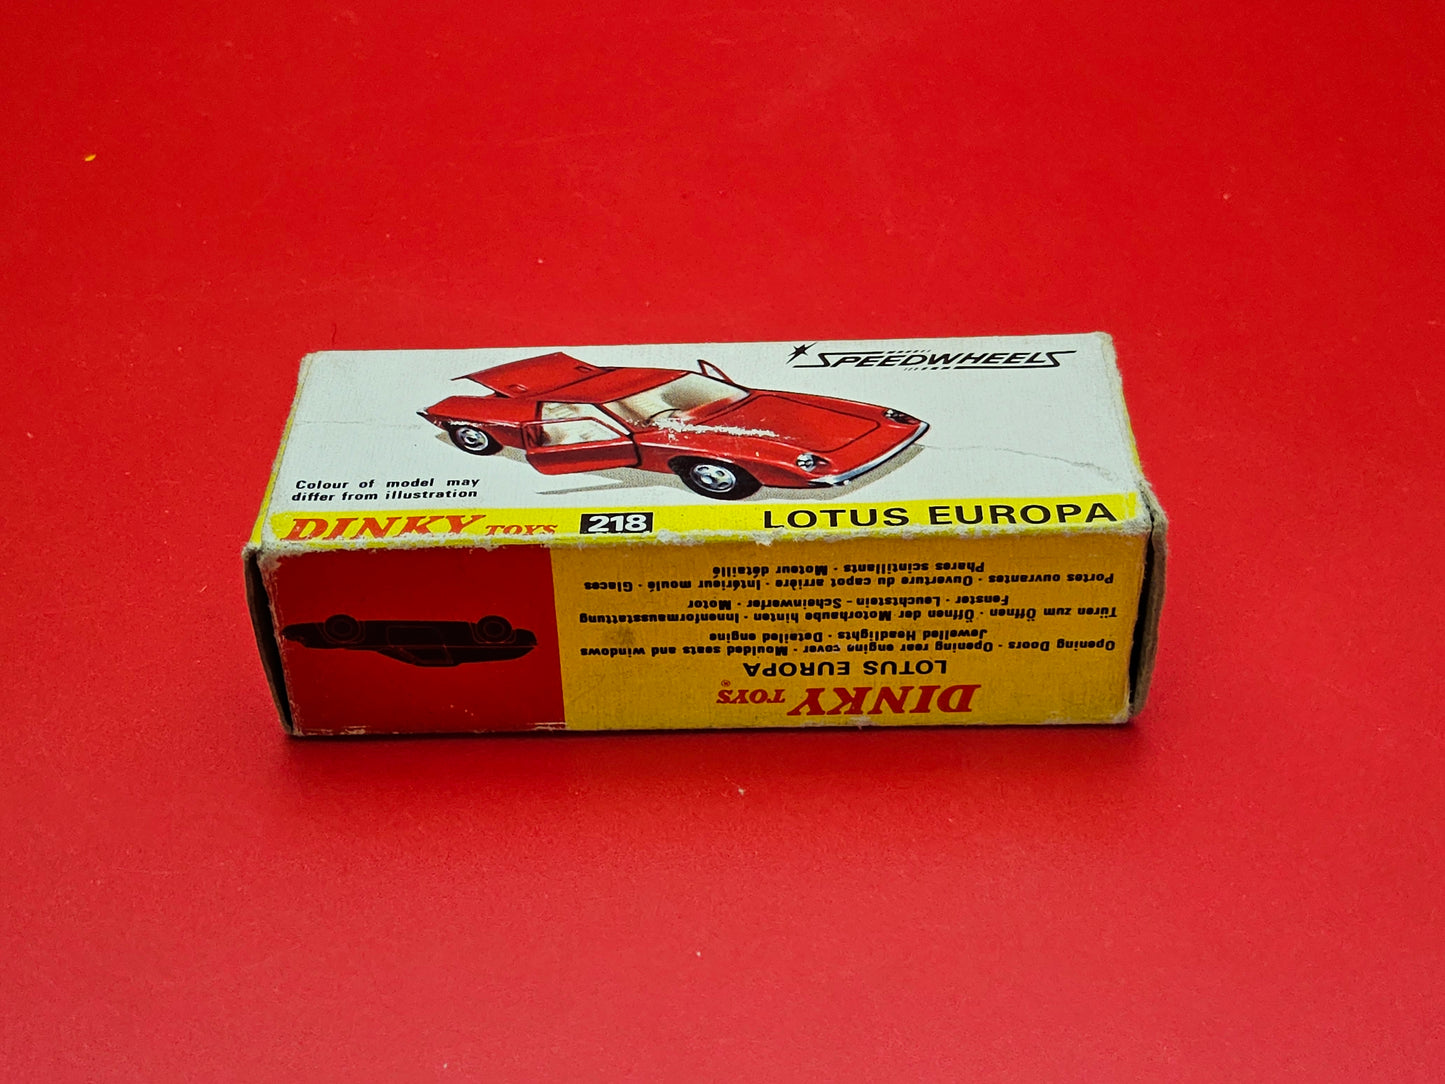 SPEEDWHEELS
Colour of model may
differ from illustration
DINKY TOYS 218 LOTUS EUROPA
DINKY TOYS®
LOTUS EUROPA
Opening Doors · Opening rear engine cover · Moulded seats and windows
Jewelled Headlights · Detailed engine
Türen zum Öffnen · Öffnen der Motorhaube hinten · Innenformausstattung
Fenster · Leuchtstein - Scheinwerfer · Motor
Portes ouvrantes · Ouverture du capot arrière · Intérieur moulé · Glaces
Phares scintillants · Moteur détaillé